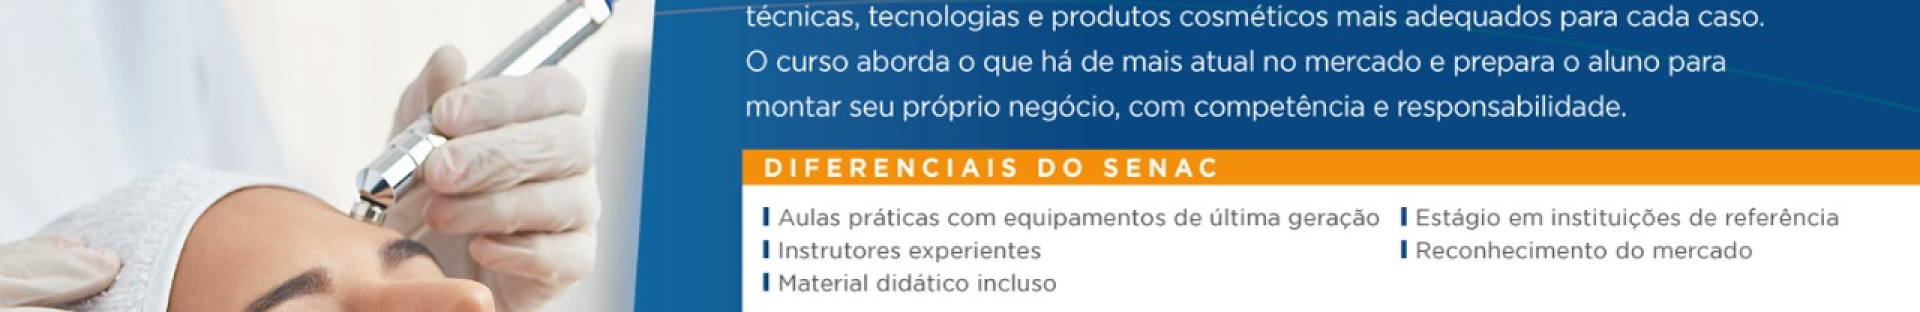 técnicas, tecnologias e produtos cosméticos mais adequados para cada caso.
O curso aborda o que há de mais atual no mercado e prepara o aluno para
montar seu próprio negócio, com competência e responsabilidade.
DIFERENCIAIS DO SENAC
Aulas práticas com equipamentos de última geração
Instrutores experientes
Material didático incluso
Estágio em instituições de referência
Reconhecimento do mercado